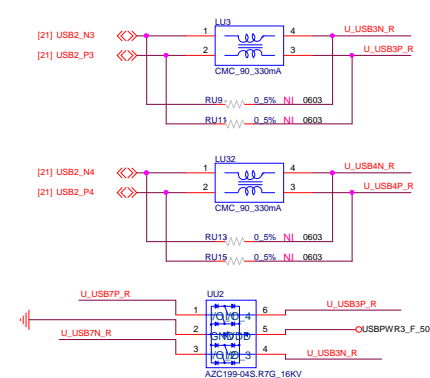 LU3
[21] USB2_N3 1 4 U_USB3N_R
[21] USB2_P3 2 3 U_USB3P_R
CMC_90_330mA
RU9 0_5% NI 0603
RU11 0_5% NI 0603
LU32
[21] USB2_N4 1 4 U_USB4N_R
[21] USB2_P4 2 3 U_USB4P_R
CMC_90_330mA
RU13 0_5% NI 0603
RU15 0_5% NI 0603
UU2
U_USB7P_R 1 6 U_USB3P_R
2 5 USBPWR3_F_50
U_USB7N_R 3 4 U_USB3N_R
AZC199-04S.R7G_16KV